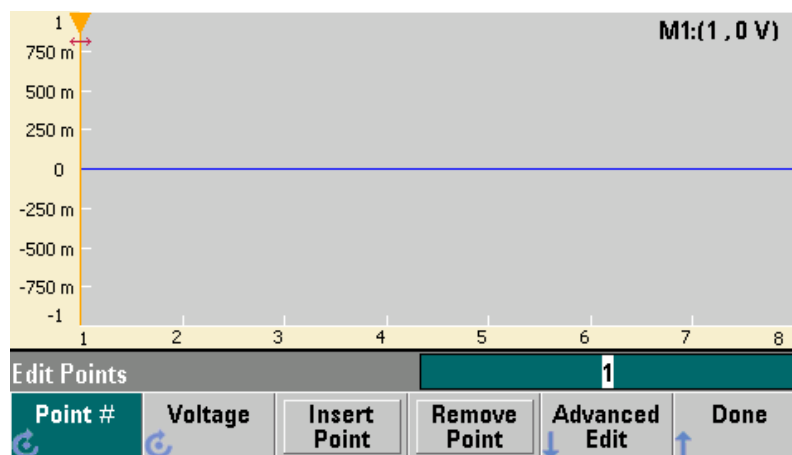 M1:(1 ,0 V)
1
750 m
500 m
250 m
0
-250 m
-500 m
-750 m
-1
1 2 3 4 5 6 7 8
Edit Points 1
Point # Voltage Insert Point Remove Point Advanced Edit Done